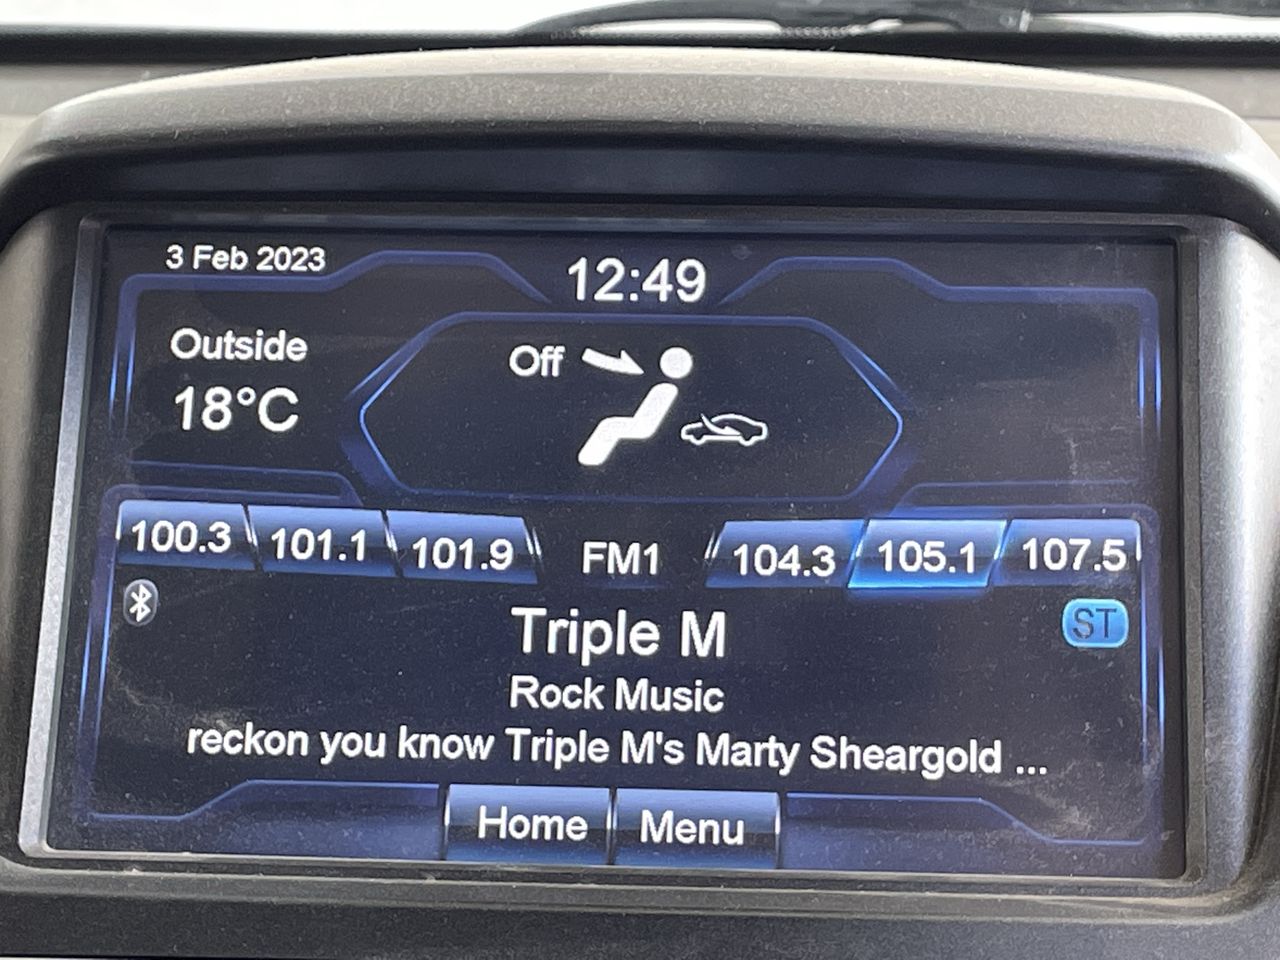 3 Feb 2023
12:49
Outside
18°C
Off
100.3 101.1 101.9 FM1 104.3 105.1 107.5
ST
Triple M
Rock Music
reckon you know Triple M's Marty Sheargold ...
Home Menu